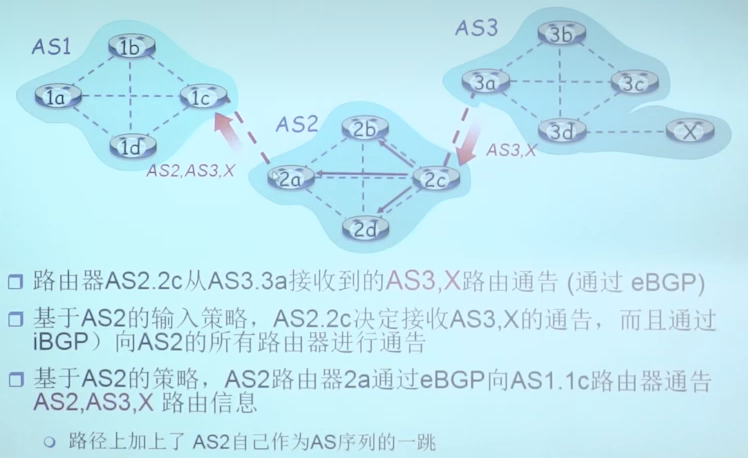 1b
AS1
1a
1c
1d
AS2,AS3,X
AS2
2b
2a
2c
2d
AS3
3b
3a
3c
3d
X
AS3,X
路由器AS2.2c从AS3.3a接收到的AS3,X路由通告 (通过 eBGP)
基于AS2的输入策略，AS2.2c决定接收AS3,X的通告，而且通过
iBGP）向AS2的所有路由器进行通告
基于AS2的策略，AS2路由器2a通过eBGP向AS1.1c路由器通告
AS2,AS3,X 路由信息
路径上加上了 AS2自己作为AS序列的一跳